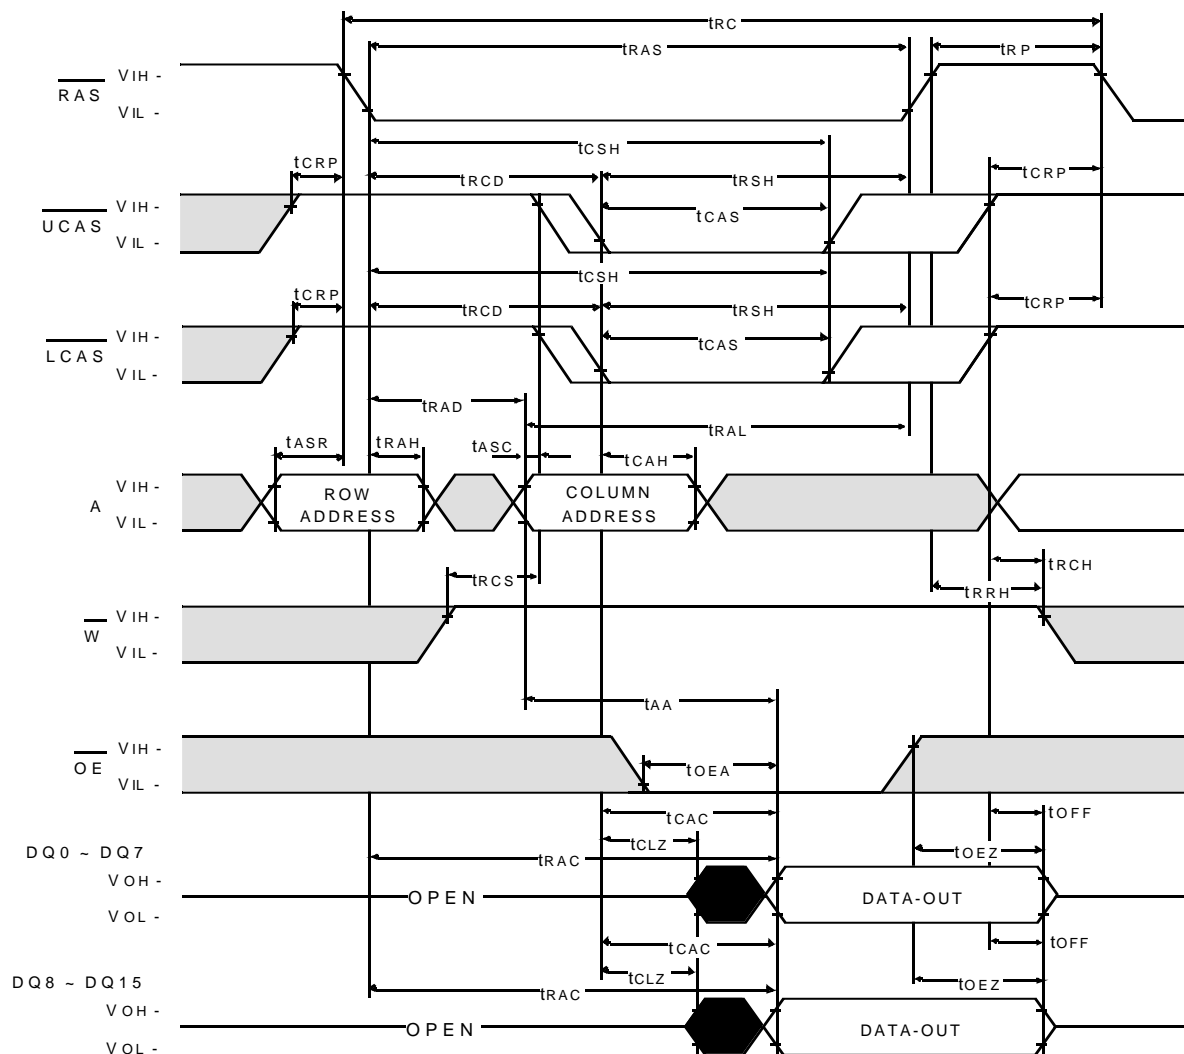 tRC
tRAS
tRP
RAS
VIH -
VIL -
tCSH
tCRP
tRCD
tRSH
tCRP
UCAS
VIH -
VIL -
tCAS
tCSH
tCRP
tRCD
tRSH
tCRP
LCAS
VIH -
VIL -
tCAS
tRAD
tRAL
tASR
tRAH
tASC
tCAH
A
VIH -
VIL -
ROW
ADDRESS
COLUMN
ADDRESS
tRCS
tRCH
tRRH
W
VIH -
VIL -
tAA
OE
VIH -
VIL -
tOEA
tCAC
tOFF
tCLZ
tOEZ
DQ0 ~ DQ7
tRAC
VOH -
VOL -
OPEN
DATA-OUT
tCAC
tOFF
tCLZ
tOEZ
DQ8 ~ DQ15
tRAC
VOH -
VOL -
OPEN
DATA-OUT